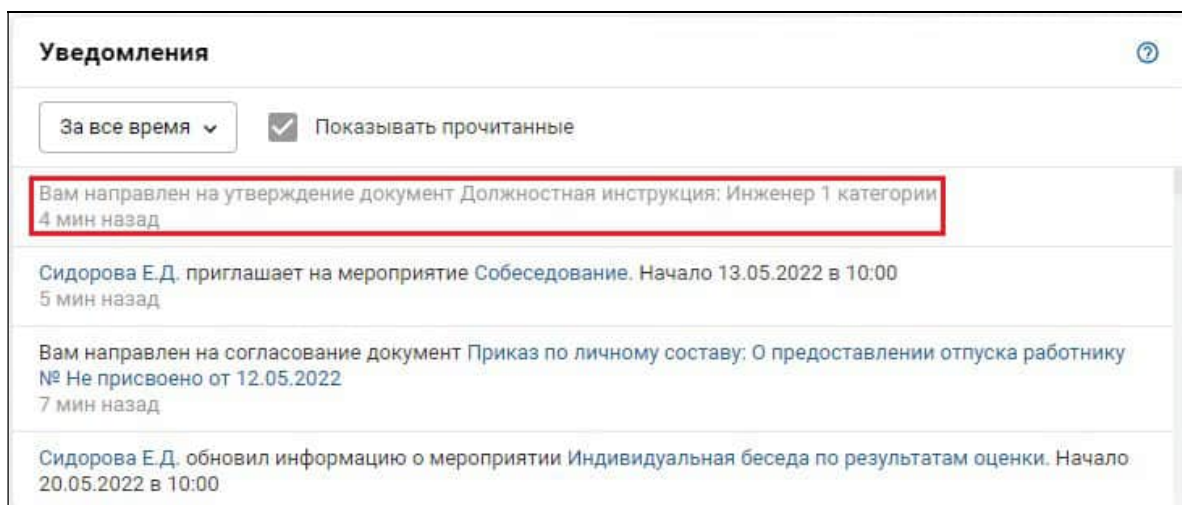 Уведомления
За все время
Показывать прочитанные
Вам направлен на утверждение документ Должностная инструкция: Инженер 1 категории
4 мин назад
Сидорова Е.Д. приглашает на мероприятие Собеседование. Начало 13.05.2022 в 10:00
5 мин назад
Вам направлен на согласование документ Приказ по личному составу: О предоставлении отпуска работнику
№ Не присвоено от 12.05.2022
7 мин назад
Сидорова Е.Д. обновил информацию о мероприятии Индивидуальная беседа по результатам оценки. Начало
20.05.2022 в 10:00